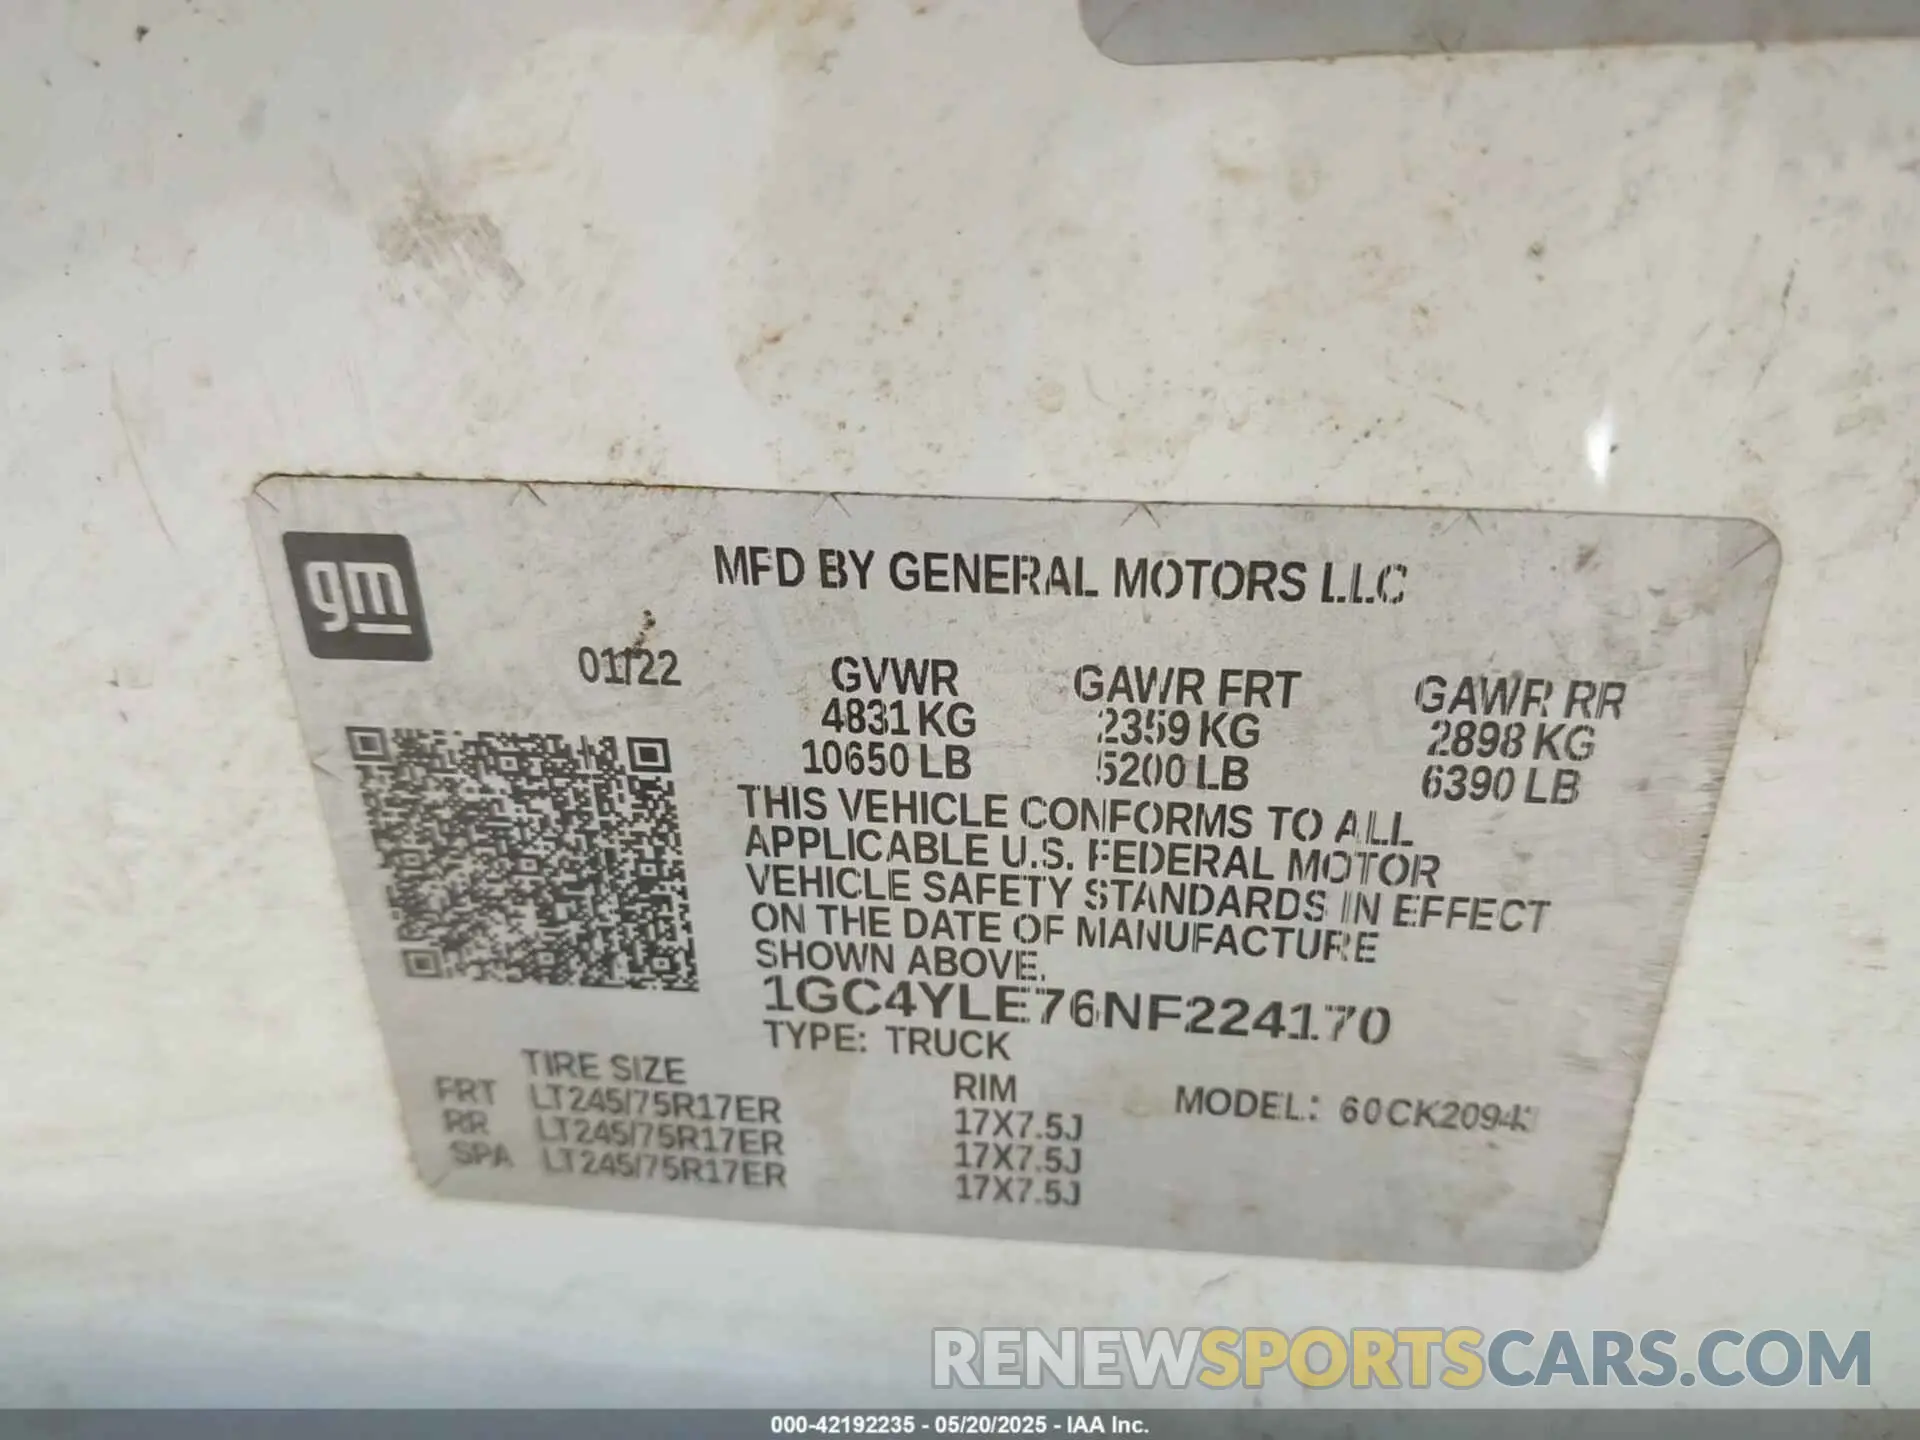 gm
MFD BY GENERAL MOTORS LLC
01/22
GVWR GAWR FRT GAWR RR
4831 KG 2359 KG 2898 KG
10650 LB 5200 LB 6390 LB
THIS VEHICLE CONFORMS TO ALL
APPLICABLE U.S. FEDERAL MOTOR
VEHICLE SAFETY STANDARDS IN EFFECT
ON THE DATE OF MANUFACTURE
SHOWN ABOVE.
1GC4YLE76NF224170
TYPE: TRUCK
TIRE SIZE RIM MODEL:
FRT LT245/75R17ER 17X7.5J
RR LT245/75R17ER 17X7.5J
SPA LT245/75R17ER 17X7.5J
RENEWSPORTSCARS.COM
000-42192235 - 05/20/2025 - IAA Inc.